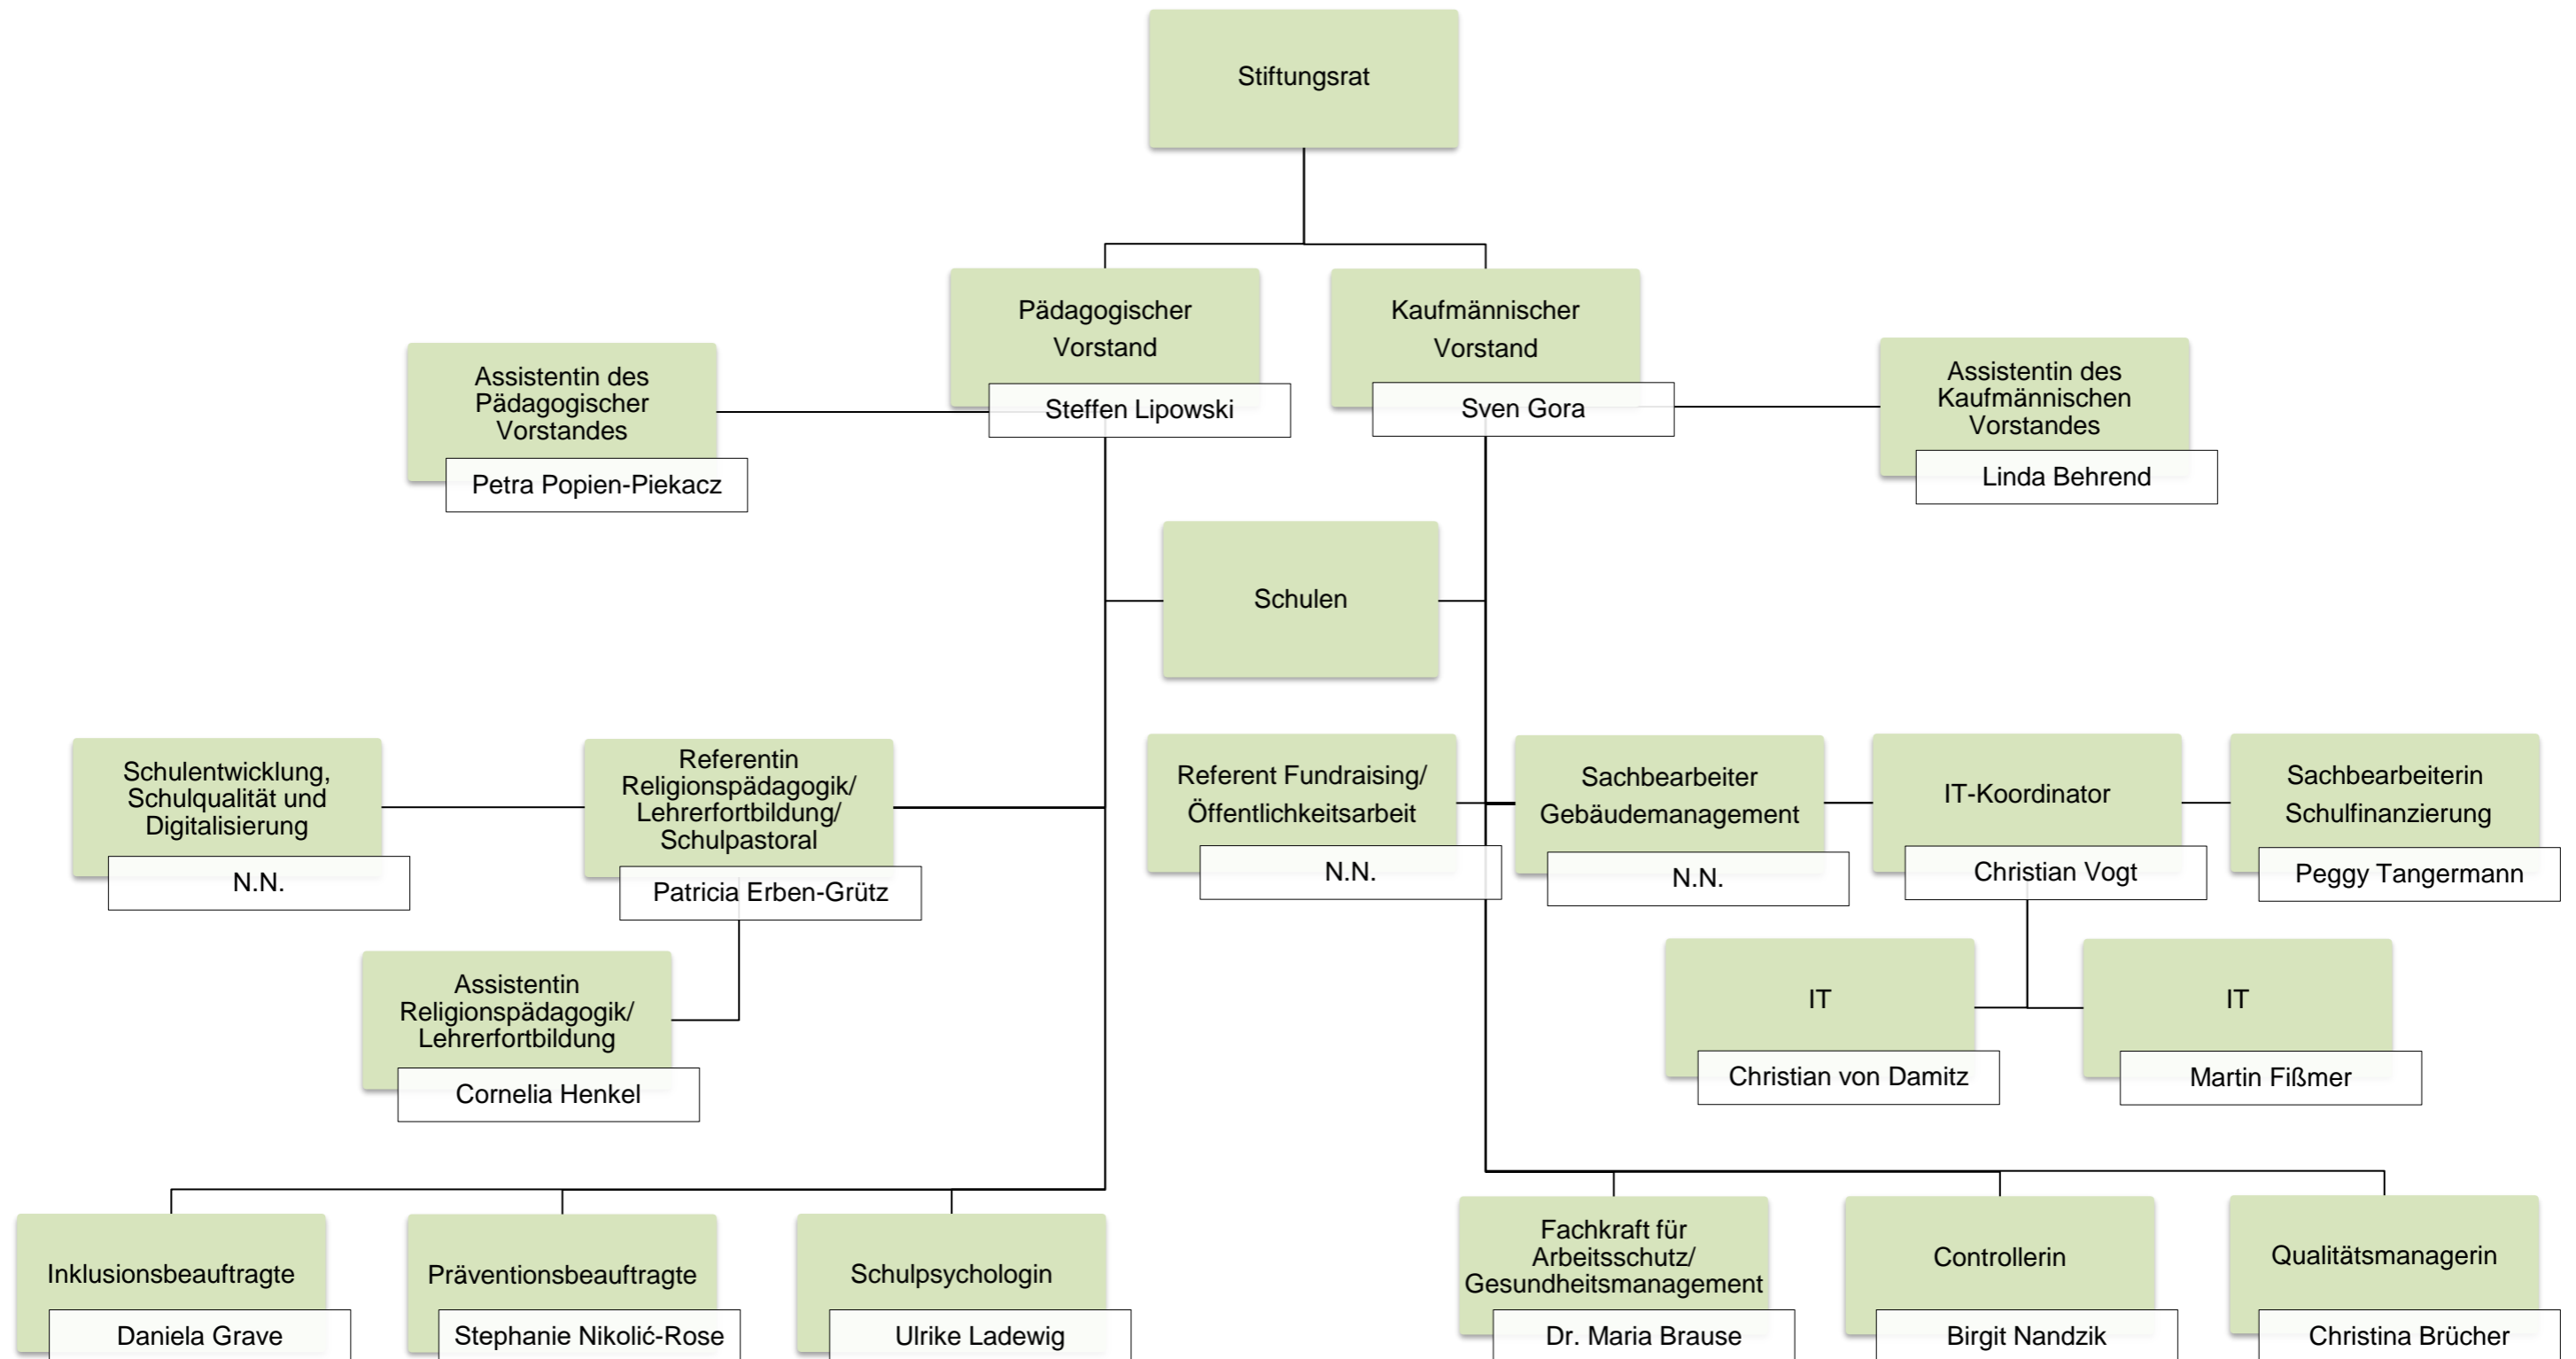 Stiftungsrat
Pädagogischer
Vorstand
Steffen Lipowski
Kaufmännischer
Vorstand
Sven Gora
Assistentin des
Pädagogischer
Vorstandes
Petra Popien-Piekacz
Assistentin des
Kaufmännischen
Vorstandes
Linda Behrend
Schulen
Schulentwicklung,
Schulqualität und
Digitalisierung
N.N.
Referentin
Religionspädagogik/
Lehrerfortbildung/
Schulpastoral
Patricia Erben-Grütz
Referent Fundraising/
Öffentlichkeitsarbeit
N.N.
Sachbearbeiter
Gebäudemanagement
N.N.
IT-Koordinator
Christian Vogt
Sachbearbeiterin
Schulfinanzierung
Peggy Tangermann
Assistentin
Religionspädagogik/
Lehrerfortbildung
Cornelia Henkel
IT
Christian von Damitz
IT
Martin Fißmer
Inklusionsbeauftragte
Daniela Grave
Präventionsbeauftragte
Stephanie Nikolić-Rose
Schulpsychologin
Ulrike Ladewig
Fachkraft für
Arbeitsschutz/
Gesundheitsmanagement
Dr. Maria Brause
Controllerin
Birgit Nandzik
Qualitätsmanagerin
Christina Brücher